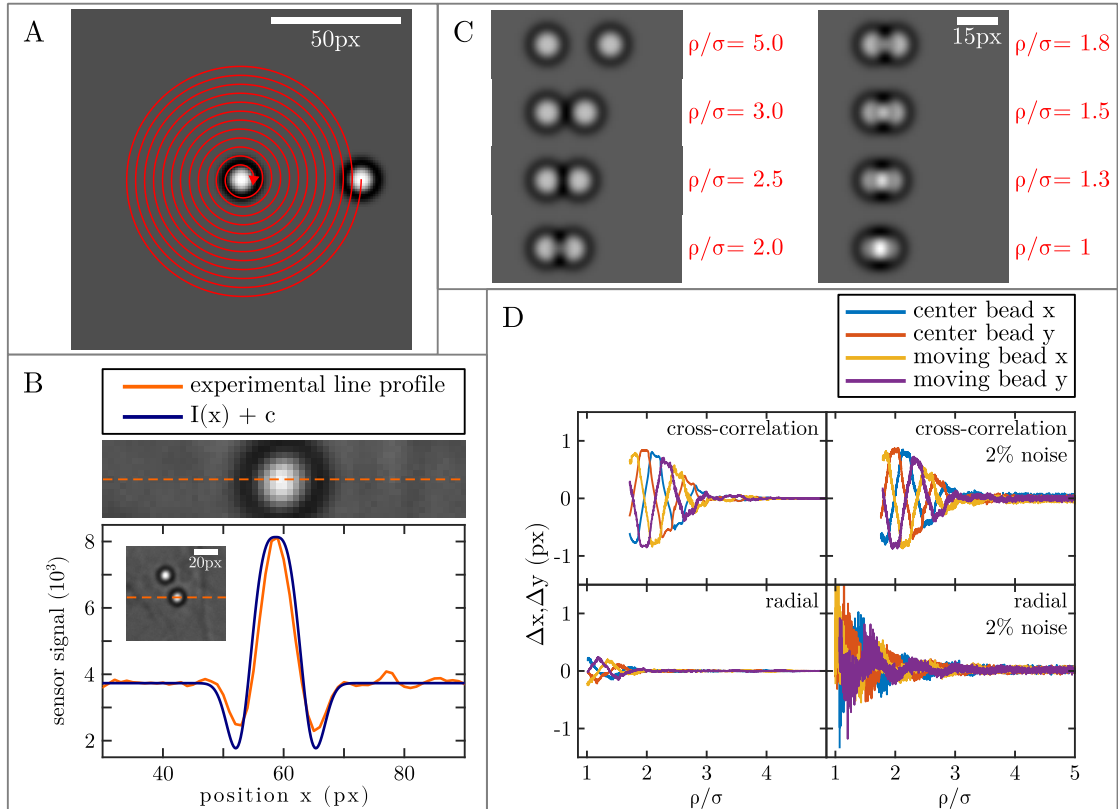 A
50px
C
15px
ρ/σ= 5.0
ρ/σ= 3.0
ρ/σ= 2.5
ρ/σ= 2.0
ρ/σ= 1.8
ρ/σ= 1.5
ρ/σ= 1.3
ρ/σ= 1
B
experimental line profile
I(x) + c
20px
sensor signal (10³)
8
6
4
2
40
60
80
position x (px)
D
center bead x
center bead y
moving bead x
moving bead y
cross-correlation
cross-correlation
2% noise
radial
radial
2% noise
Δx,Δy (px)
1
0
-1
1
0
-1
1
2
3
4
1
2
3
4
5
ρ/σ
ρ/σ